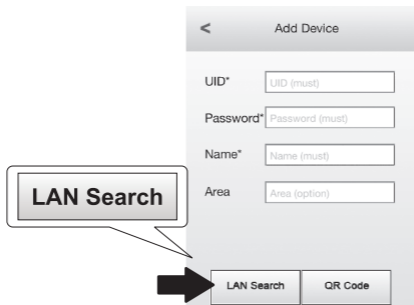 < Add Device
UID* UID (must)
Password* Password (must)
Name* Name (must)
Area Area (option)
LAN Search
LAN Search QR Code